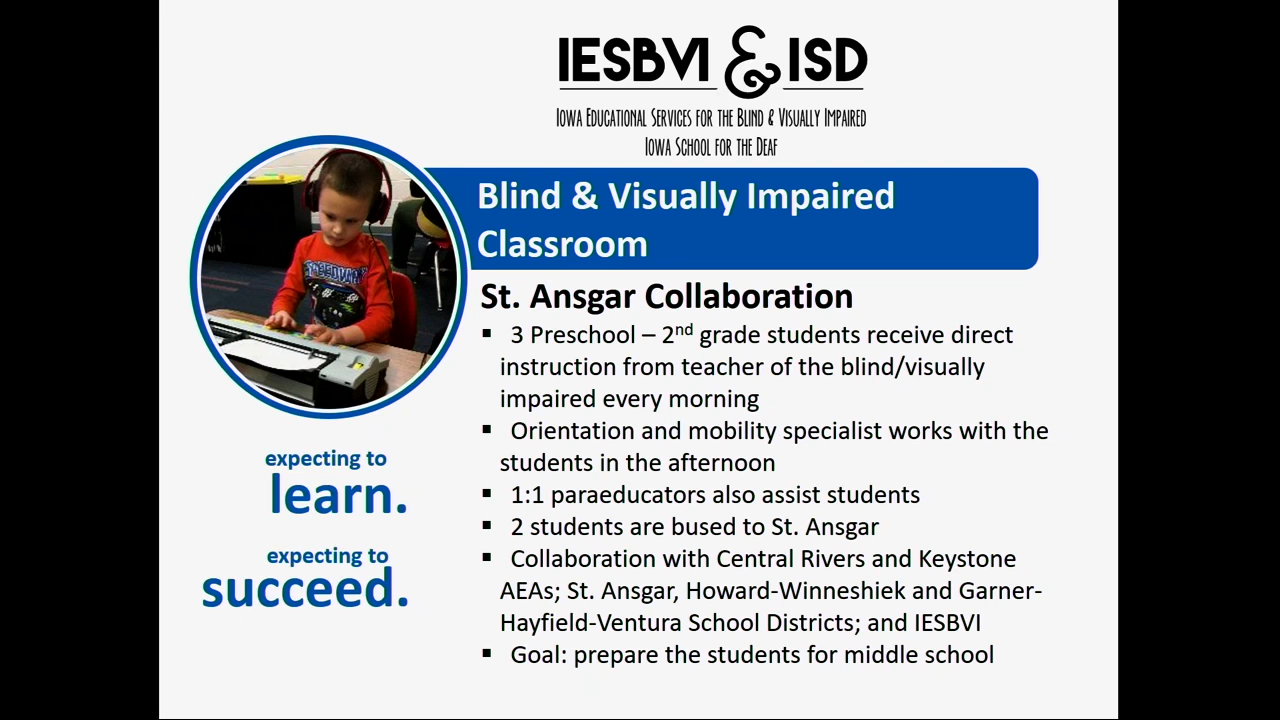 IESBVI & ISD
Iowa Educational Services for the Blind & Visually Impaired
Iowa School for the Deaf
Blind & Visually Impaired
Classroom
St. Ansgar Collaboration
▪ 3 Preschool – 2nd grade students receive direct
instruction from teacher of the blind/visually
impaired every morning
▪ Orientation and mobility specialist works with the
students in the afternoon
▪ 1:1 paraeducators also assist students
▪ 2 students are bused to St. Ansgar
▪ Collaboration with Central Rivers and Keystone
AEAs; St. Ansgar, Howard-Winneshiek and Garner-
Hayfield-Ventura School Districts; and IESBVI
▪ Goal: prepare the students for middle school
expecting to
learn.
expecting to
succeed.